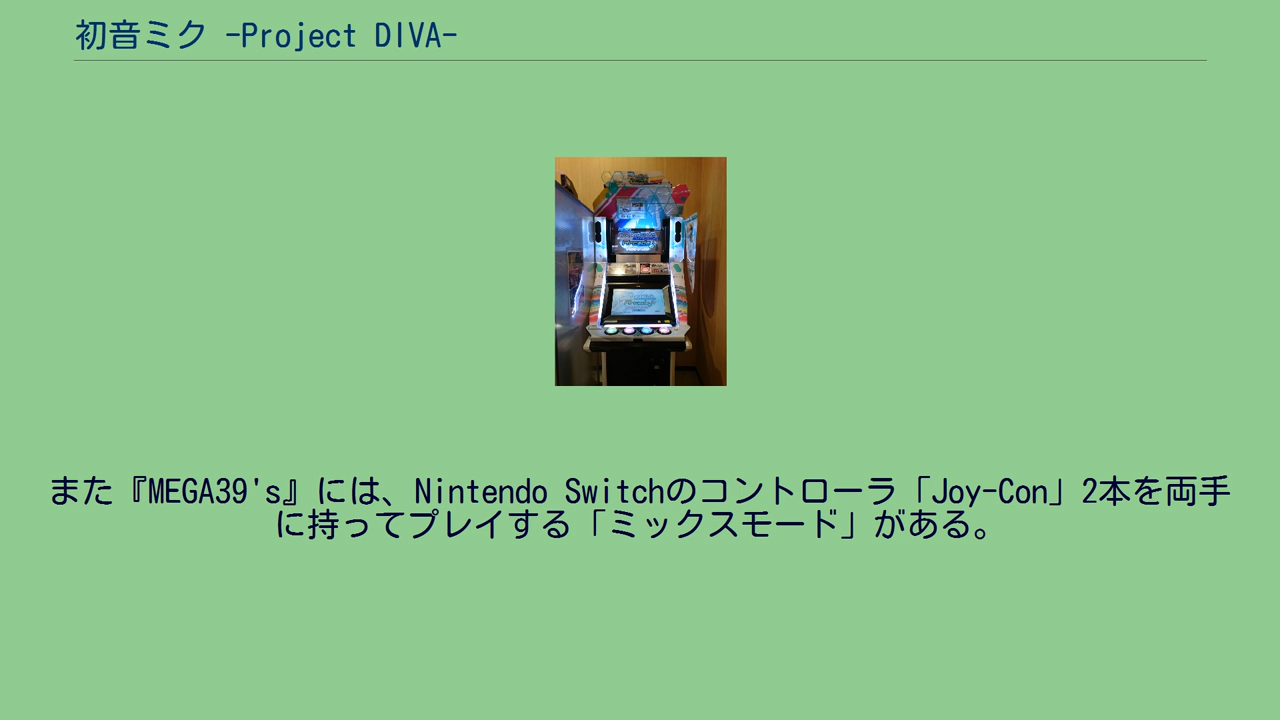 初音ミク -Project DIVA-
また『MEGA39's』には、Nintendo Switchのコントローラ「Joy-Con」2本を両手
に持ってプレイする「ミックスモード」がある。